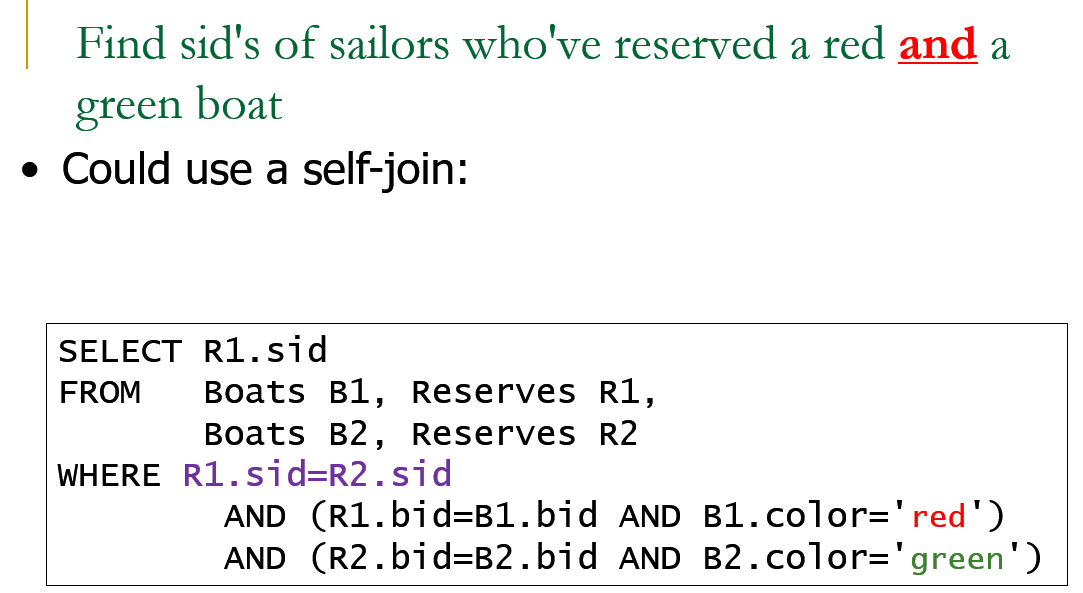 Find sid's of sailors who've reserved a red and a
green boat
• Could use a self-join:
SELECT R1.sid
FROM   Boats B1, Reserves R1,
       Boats B2, Reserves R2
WHERE R1.sid=R2.sid
        AND (R1.bid=B1.bid AND B1.color='red')
        AND (R2.bid=B2.bid AND B2.color='green')